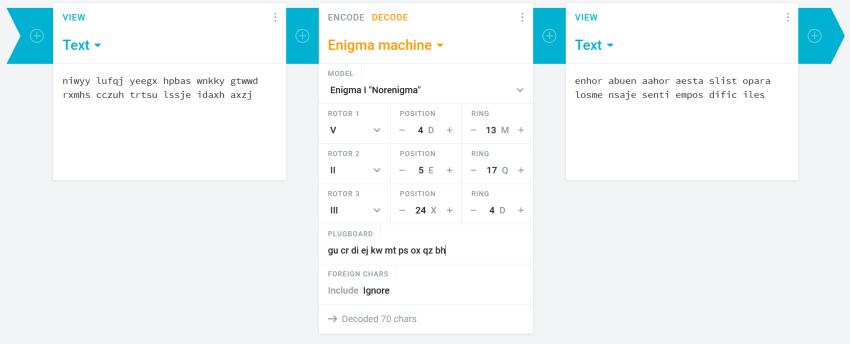 VIEW
Text
niwyy lufqj yeegx hpbas wnkky gtwwd
rxmhs cczuh trtsu lssje idaxh axzj
ENCODE DECODE
Enigma machine
MODEL
Enigma I "Norenigma"
ROTOR 1 POSITION RING
V − 4 D + − 13 M +
ROTOR 2 POSITION RING
II − 5 E + − 17 Q +
ROTOR 3 POSITION RING
III − 24 X + − 4 D +
PLUGBOARD
gu cr di ej kw mt ps ox qz bh
FOREIGN CHARS
Include Ignore
→ Decoded 70 chars
VIEW
Text
enhor abuen aahor aesta slist opara
losme nsaje senti empos dific iles